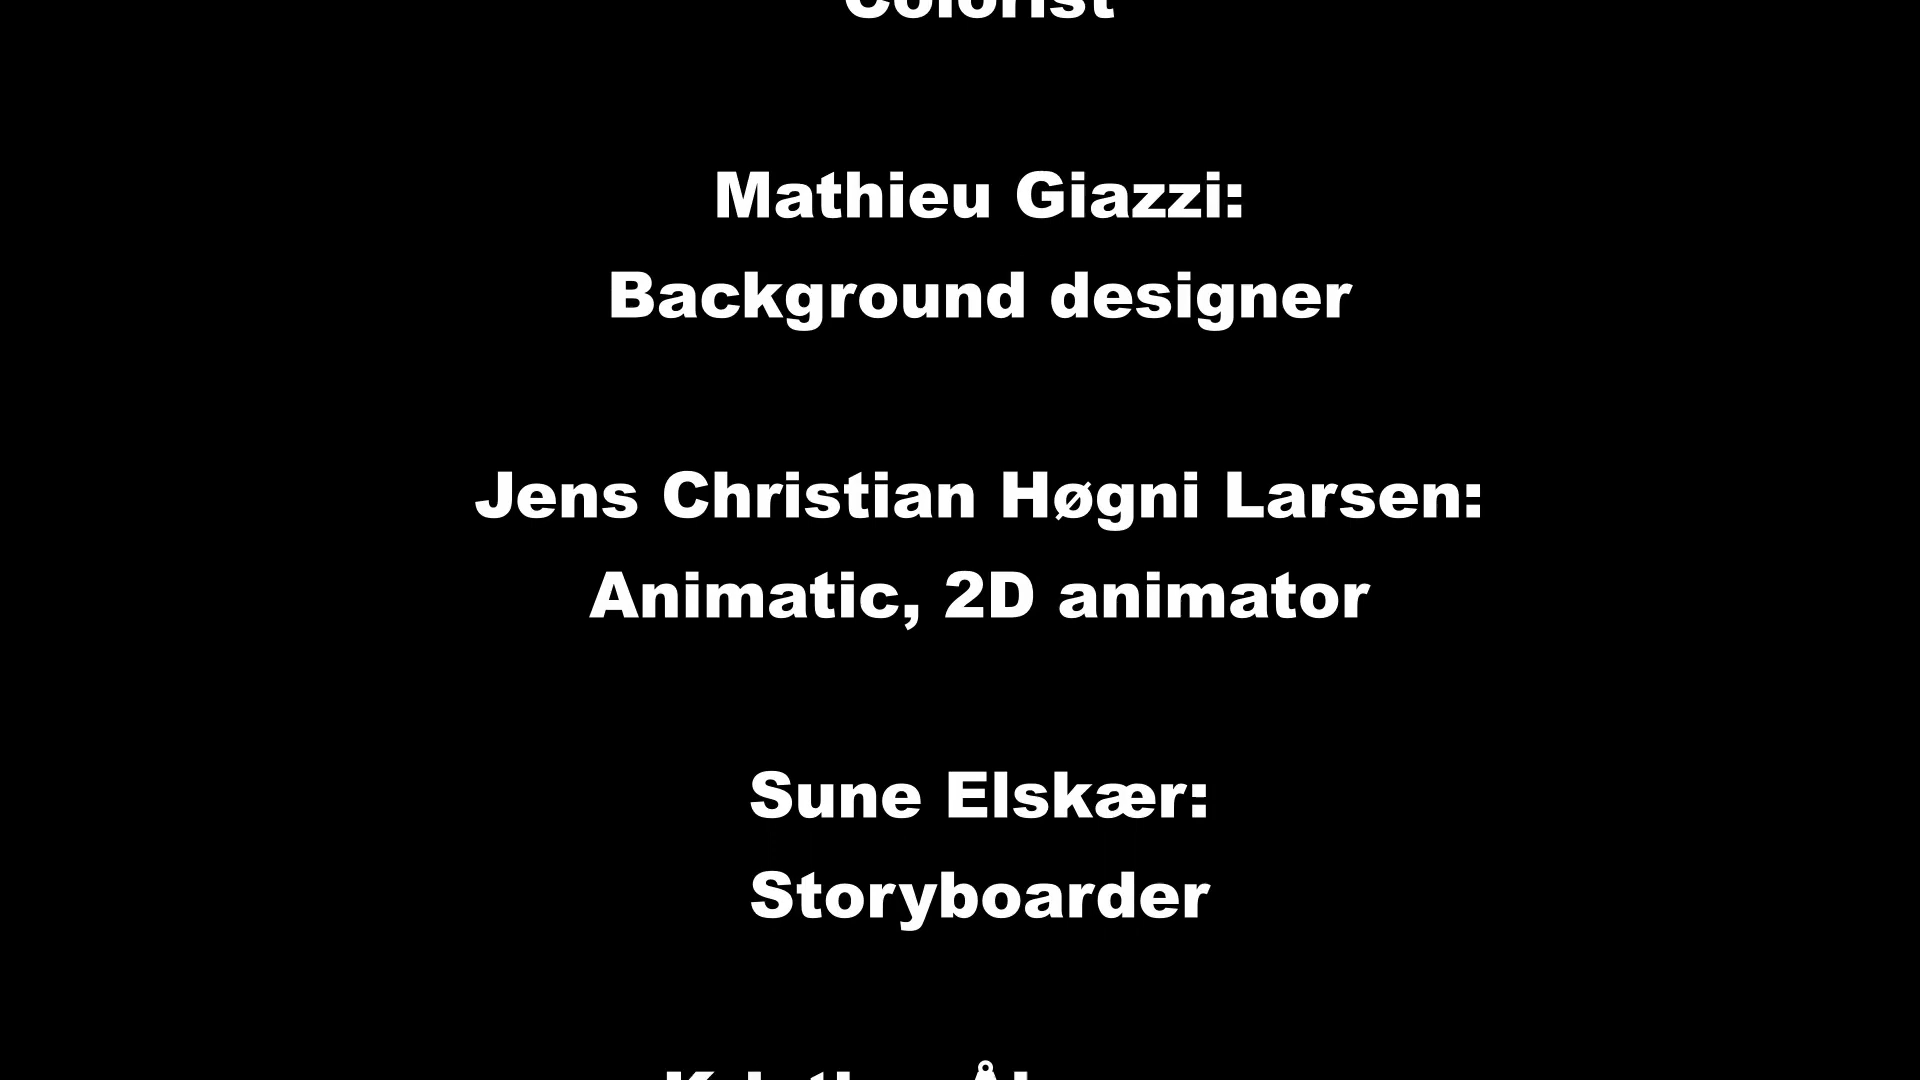 Colorist
Mathieu Giazzi:
Background designer
Jens Christian Høgni Larsen:
Animatic, 2D animator
Sune Elskær:
Storyboarder